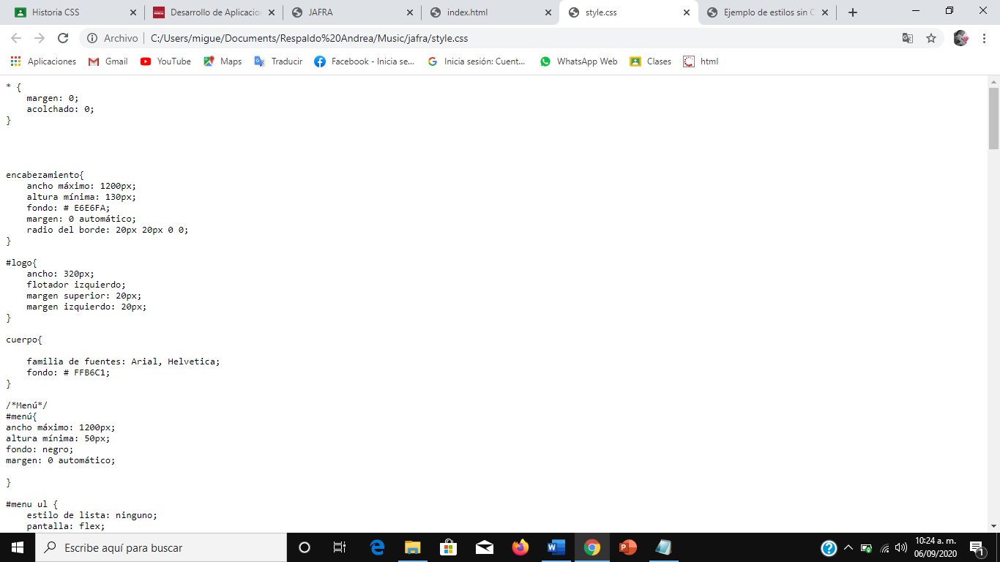 Historia CSS
Desarrollo de Aplicacion
JAFRA
index.html
style.css
Ejemplo de estilos sin C
Archivo
C:/Users/migue/Documents/Respaldo%20Andrea/Music/jafra/style.css
Aplicaciones
Gmail
YouTube
Maps
Traducir
Facebook - Inicia se...
Inicia sesión: Cuent...
WhatsApp Web
Clases
html
* {
margen: 0;
acolchado: 0;
}
encabezamiento{
ancho máximo: 1200px;
altura mínima: 130px;
fondo: # E6E6FA;
margen: 0 automático;
radio del borde: 20px 20px 0 0;
}
#logo{
ancho: 320px;
flotador izquierdo;
margen superior: 20px;
margen izquierdo: 20px;
}
cuerpo{
familia de fuentes: Arial, Helvetica;
fondo: # FFB6C1;
}
/*Menú*/
#menú{
ancho máximo: 1200px;
altura mínima: 50px;
fondo: negro;
margen: 0 automático;
}
#menu ul {
estilo de lista: ninguno;
pantalla: flex;
Escribe aquí para buscar
10:24 a. m.
06/09/2020
1